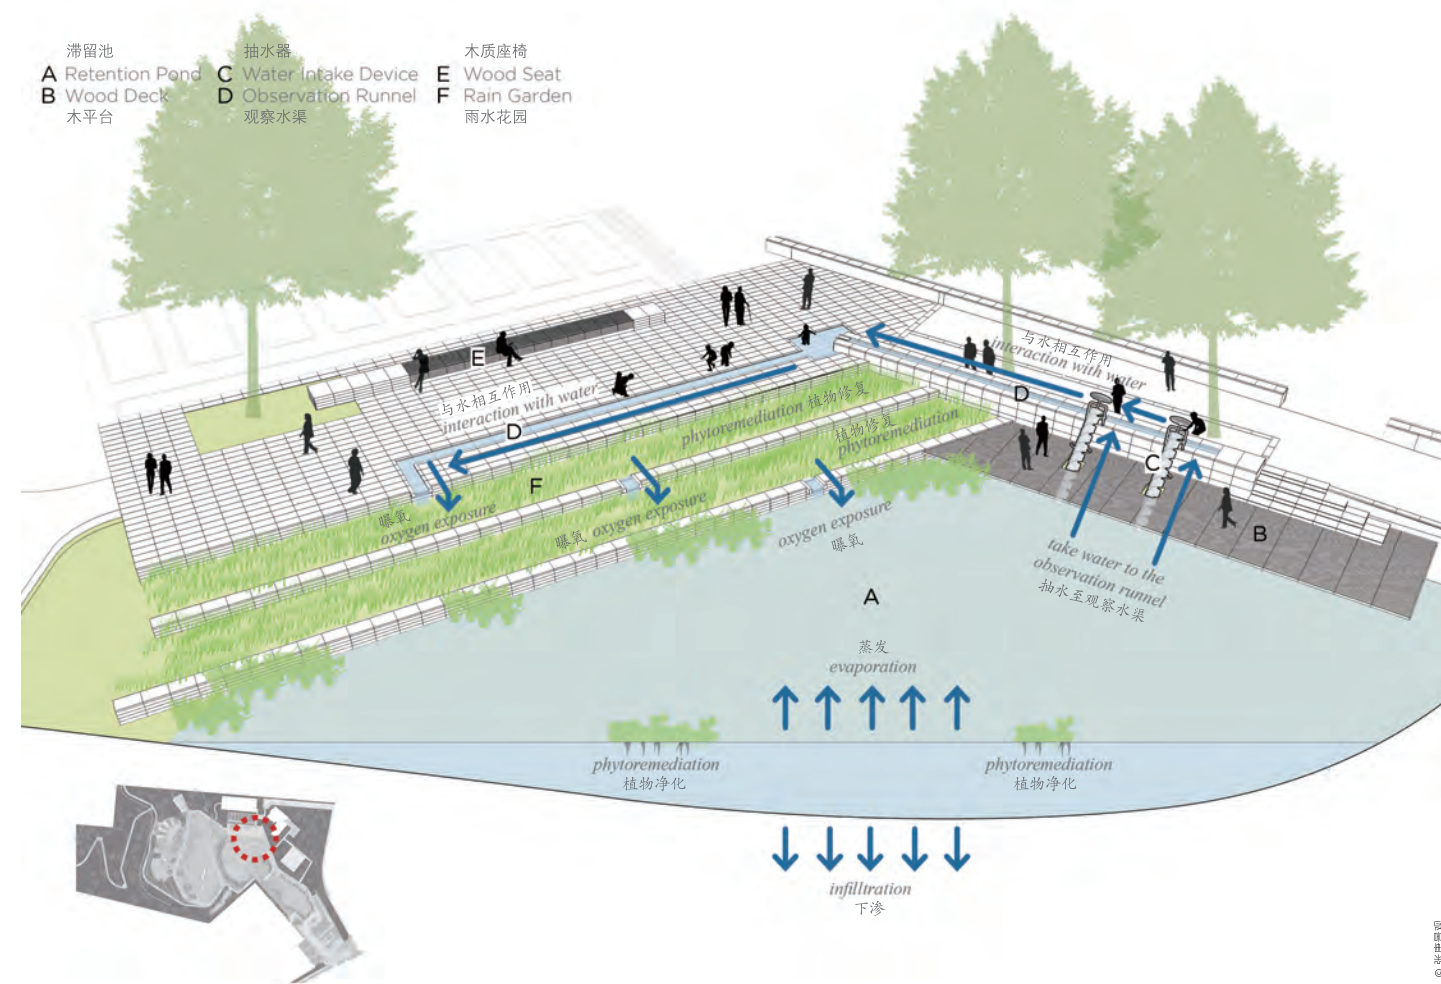 滞留池
A Retention Pond
B Wood Deck
木平台
抽水器
C Water Intake Device
D Observation Runnel
观察水渠
木质座椅
E Wood Seat
F Rain Garden
雨水花园
与水相互作用
interaction with water
D
E
与水相互作用
interaction with water
D
phytoremediation 植物修复
植物修复
phytoremediation
C
F
曝氧
oxygen exposure
曝氧 oxygen exposure
oxygen exposure
曝氧
B
take water to the
observation runnel
抽水至观察水渠
A
蒸发
evaporation
phytoremediation
植物净化
phytoremediation
植物净化
infilltration
下渗